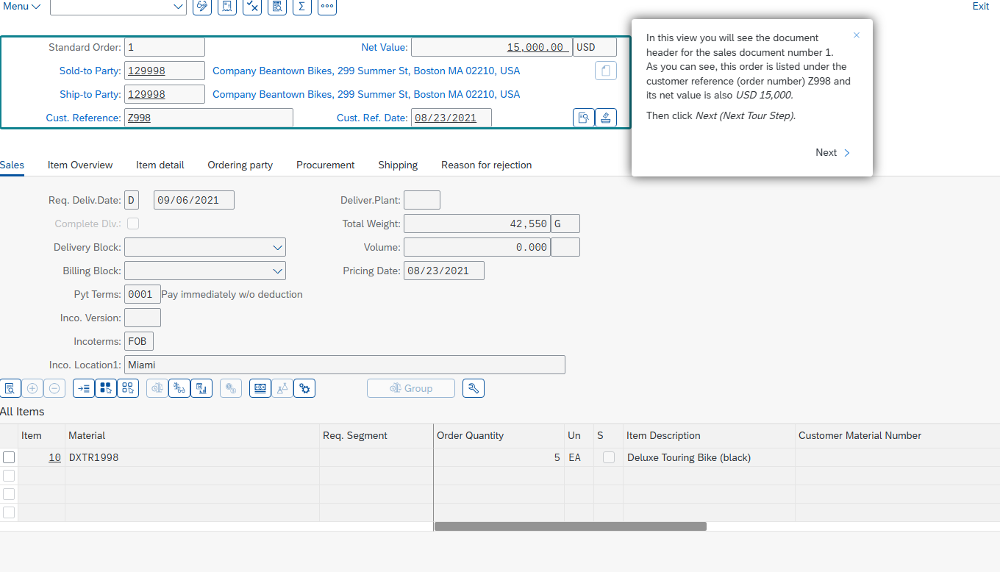 Menu
Exit
Standard Order: 1 Net Value: 15,000.00 USD
Sold-to Party: 129998 Company Beantown Bikes, 299 Summer St, Boston MA 02210, USA
Ship-to Party: 129998 Company Beantown Bikes, 299 Summer St, Boston MA 02210, USA
Cust. Reference: Z998 Cust. Ref. Date: 08/23/2021
In this view you will see the document
header for the sales document number 1.
As you can see, this order is listed under the
customer reference (order number) Z998 and
its net value is also USD 15,000.
Then click Next (Next Tour Step).
Next
Sales Item Overview Item detail Ordering party Procurement Shipping Reason for rejection
Req. Deliv.Date: D 09/06/2021 Deliver.Plant:
Complete Dlv.: Total Weight: 42,550 G
Delivery Block: Volume: 0.000
Billing Block: Pricing Date: 08/23/2021
Pyt Terms: 0001 Pay immediately w/o deduction
Inco. Version:
Incoterms: FOB
Inco. Location1: Miami
Group
All Items
Item Material Req. Segment Order Quantity Un S Item Description Customer Material Number
10 DXTR1998 5 EA Deluxe Touring Bike (black)